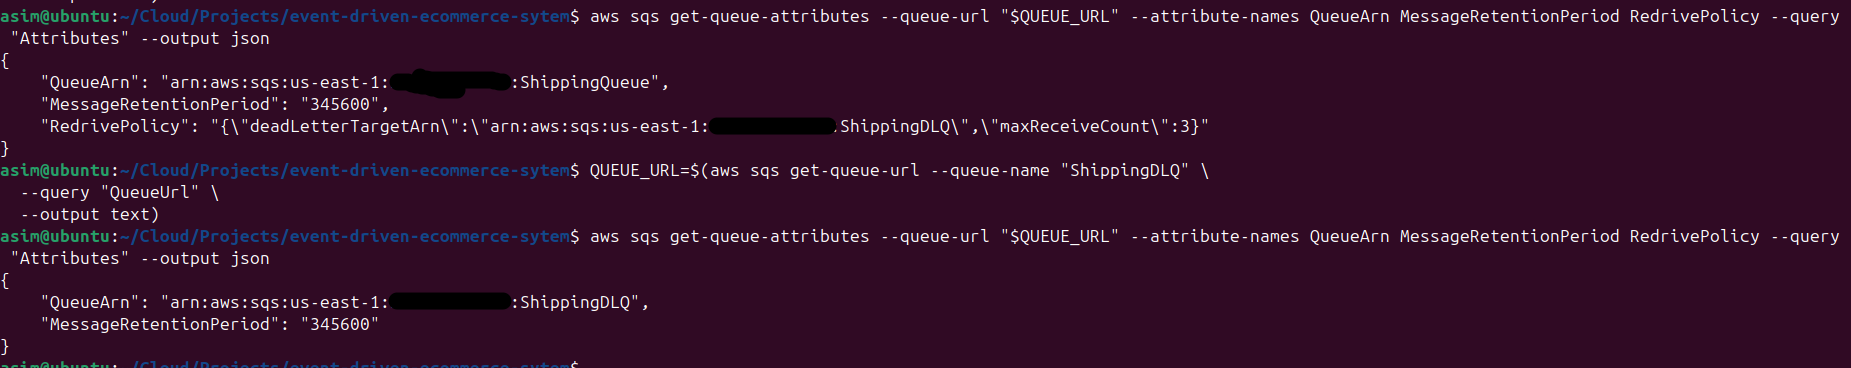 asim@ubuntu:~/Cloud/Projects/event-driven-ecommerce-sytem$ aws sqs get-queue-attributes --queue-url "$QUEUE_URL" --attribute-names QueueArn MessageRetentionPeriod RedrivePolicy --query
"Attributes" --output json
{
    "QueueArn": "arn:aws:sqs:us-east-1::ShippingQueue",
    "MessageRetentionPeriod": "345600",
    "RedrivePolicy": "{\"deadLetterTargetArn\":\"arn:aws:sqs:us-east-1::ShippingDLQ\",\"maxReceiveCount\":3}"
}
asim@ubuntu:~/Cloud/Projects/event-driven-ecommerce-sytem$ QUEUE_URL=$(aws sqs get-queue-url --queue-name "ShippingDLQ" \
  --query "QueueUrl" \
  --output text)
asim@ubuntu:~/Cloud/Projects/event-driven-ecommerce-sytem$ aws sqs get-queue-attributes --queue-url "$QUEUE_URL" --attribute-names QueueArn MessageRetentionPeriod RedrivePolicy --query
"Attributes" --output json
{
    "QueueArn": "arn:aws:sqs:us-east-1::ShippingDLQ",
    "MessageRetentionPeriod": "345600"
}
asim@ubuntu:~/Cloud/Projects/event-driven-ecommerce-sytem$